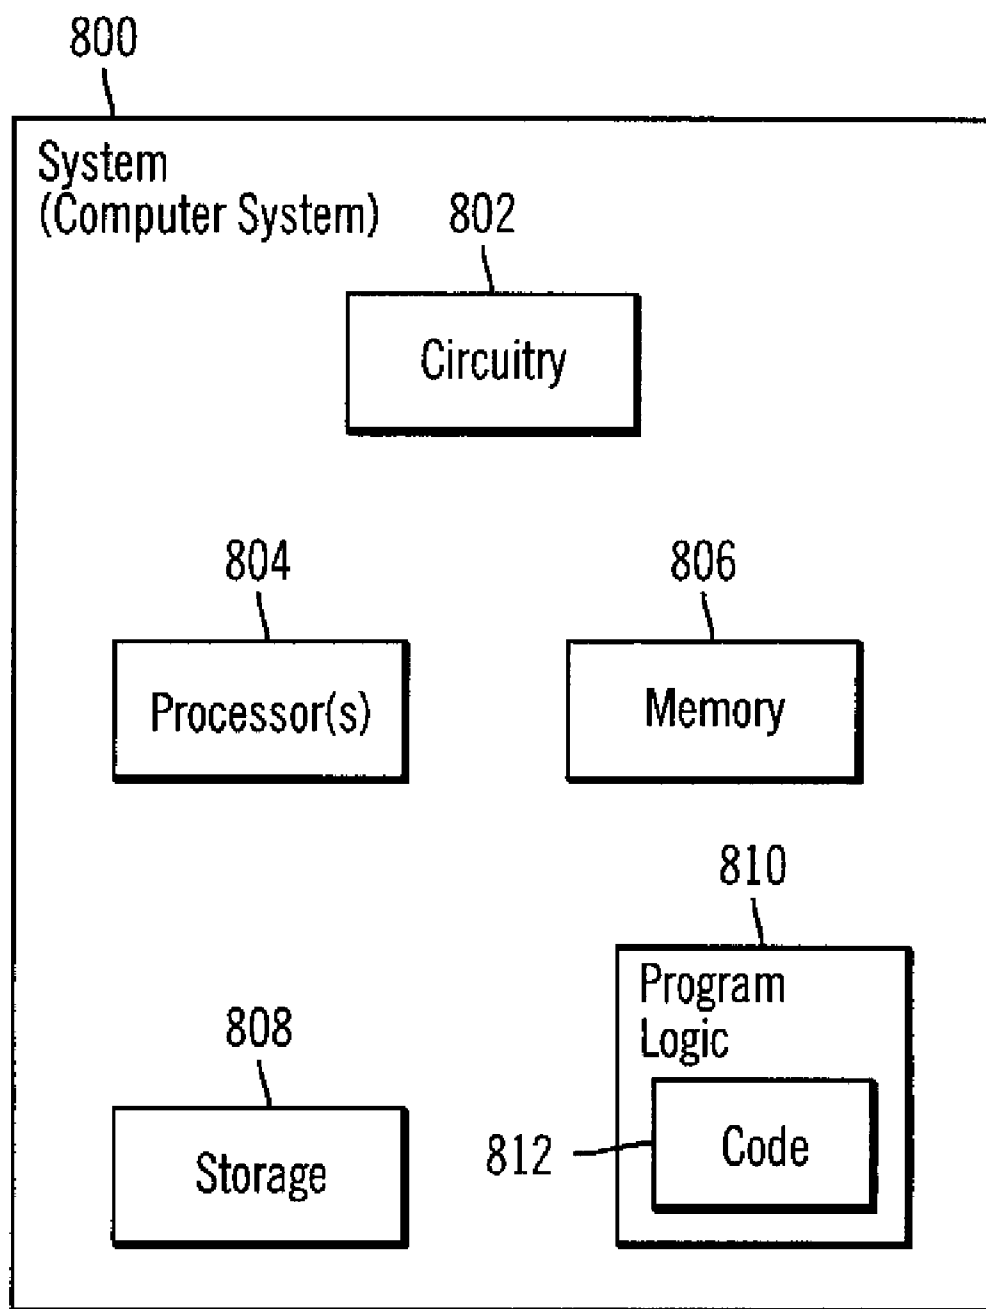 800
System
(Computer System)
802
Circuitry
804
806
Processor(s)
Memory
810
Program
Logic
808
812
Code
Storage